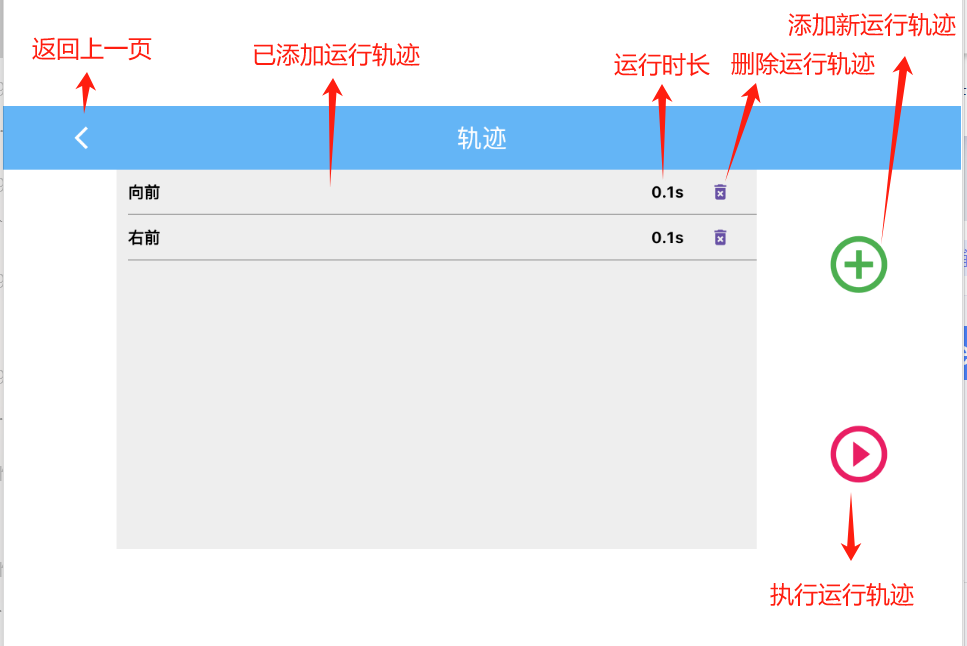 添加新运行轨迹
返回上一页
已添加运行轨迹
运行时长
删除运行轨迹
轨迹
向前 0.1s
右前 0.1s
执行运行轨迹